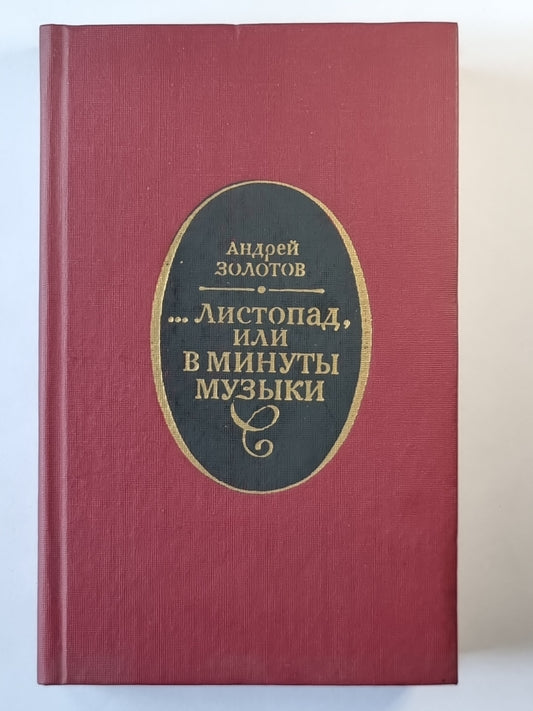 Андрей
ЗОЛОТОВ
... Листопад,
или
в минуты
музыки